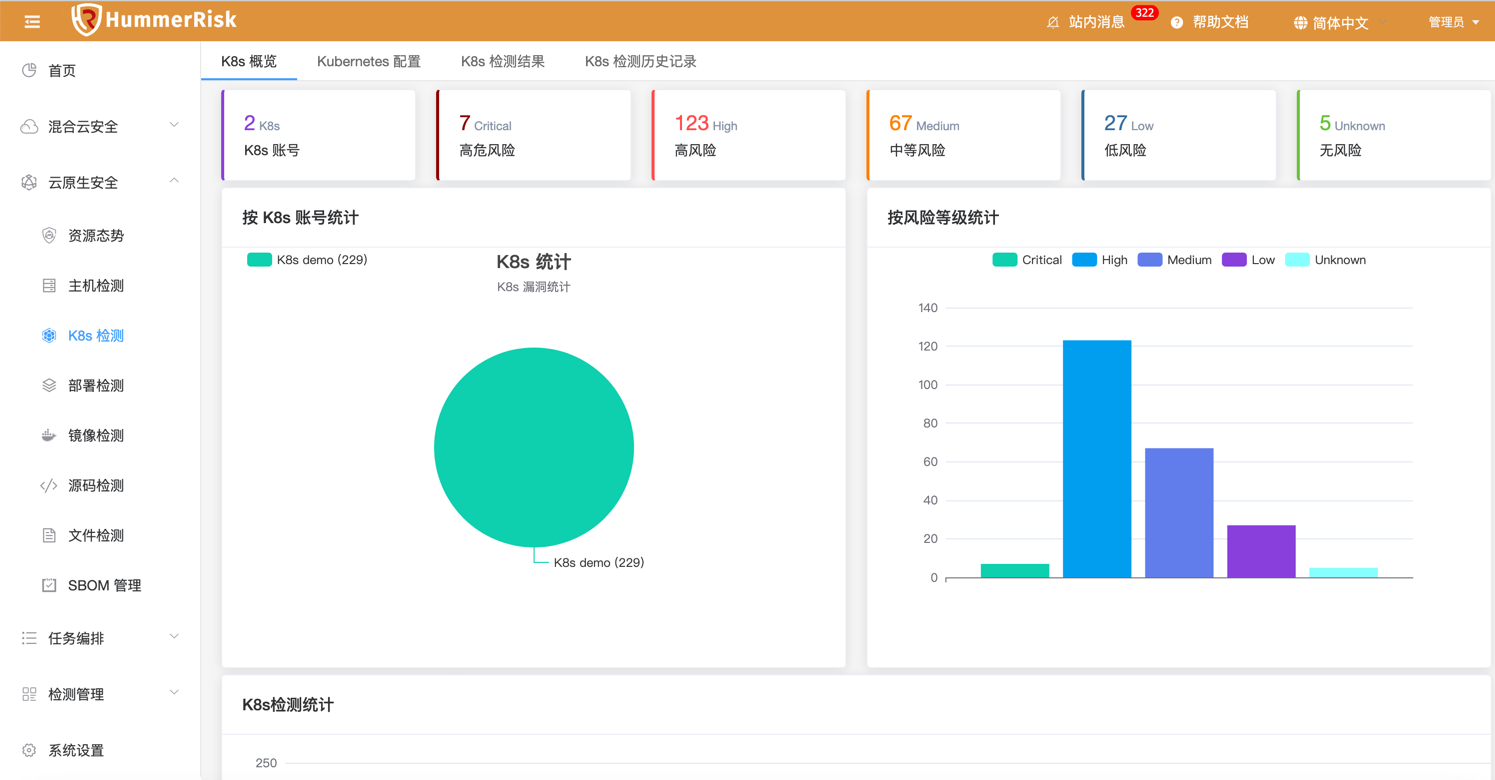 HummerRisk
站内消息
322
帮助文档
简体中文
管理员
首页
混合云安全
云原生安全
资源态势
主机检测
K8s 检测
部署检测
镜像检测
源码检测
文件检测
SBOM 管理
任务编排
检测管理
系统设置
K8s 概览
Kubernetes 配置
K8s 检测结果
K8s 检测历史记录
2 K8s
K8s 账号
7 Critical
高危风险
123 High
高风险
67 Medium
中等风险
27 Low
低风险
5 Unknown
无风险
按 K8s 账号统计
K8s demo (229)
K8s 统计
K8s 漏洞统计
K8s demo (229)
按风险等级统计
Critical High Medium Low Unknown
140
120
100
80
60
40
20
0
K8s检测统计
250